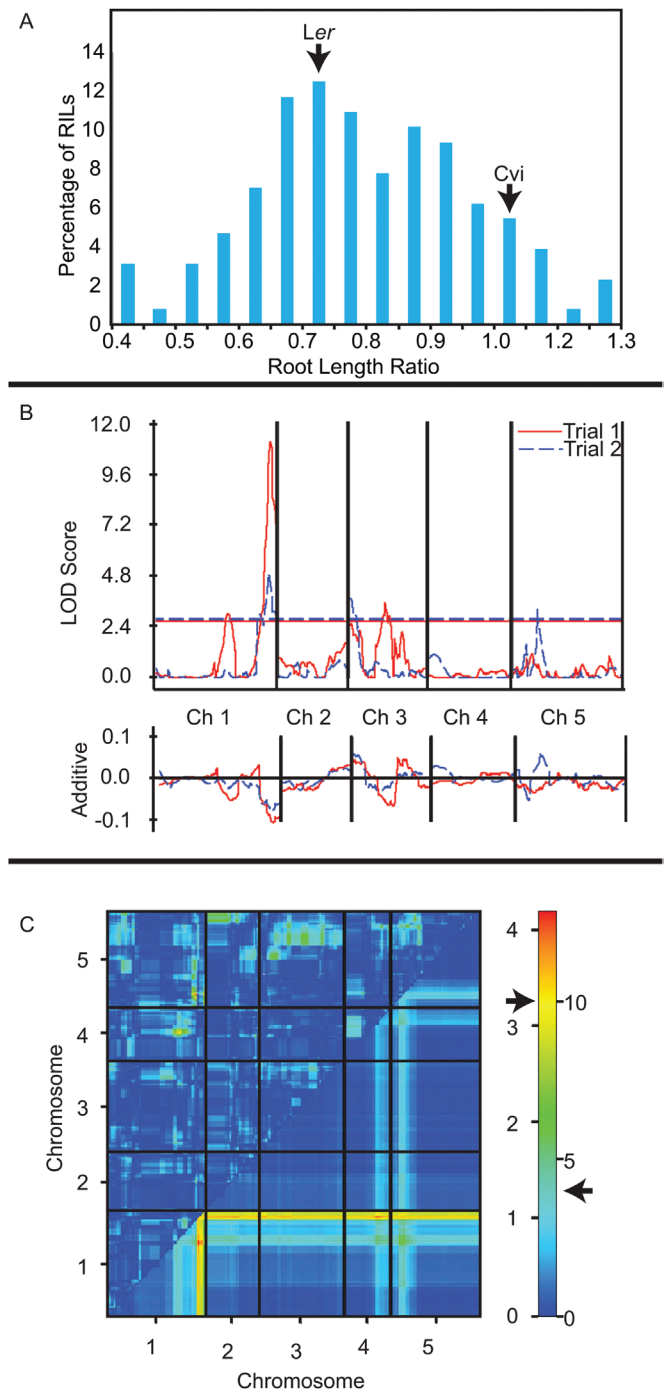 A
Ler
Cvi
Percentage of RILs
14
12
10
8
6
4
2
0
0.4 0.5 0.6 0.7 0.8 0.9 1.0 1.2 1.3
Root Length Ratio
B
Trial 1
Trial 2
LOD Score
12.0
9.6
7.2
4.8
2.4
0.0
Ch 1 Ch 2 Ch 3 Ch 4 Ch 5
Additive
0.1
0.0
-0.1
C
Chromosome
5
4
3
2
1
1 2 3 4 5
Chromosome
4
3
2
1
0
10
5
0